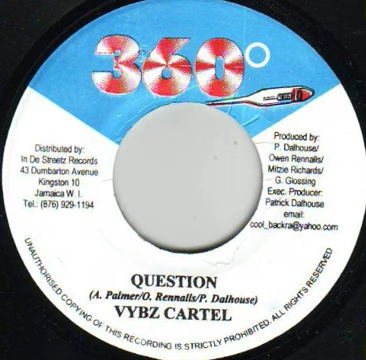 360°
Distributed by:
In De Streetz Records
43 Dumbarton Avenue
Kingston 10
Jamaica W. I.
Tel.: (876) 929-1194
Produced by:
P. Dalhouse/
Owen Rennalls/
Mitzie Richards/
G. Glossing
Exec. Producer:
Patrick Dalhouse
email:
cool_backra@yahoo.com
QUESTION
(A. Palmer/O. Rennalls/P. Dalhouse)
VYBZ CARTEL
UNAUTHORISED COPYING OF THIS RECORDING IS STRICTLY PROHIBITED. ALL RIGHTS RESERVED